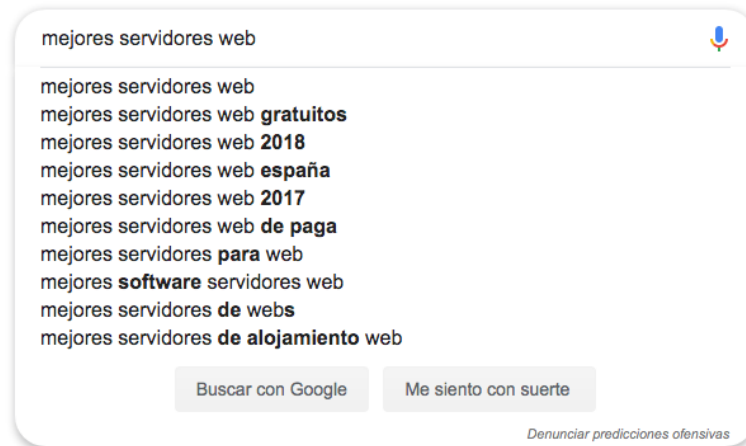 mejores servidores web
mejores servidores web
mejores servidores web gratuitos
mejores servidores web 2018
mejores servidores web españa
mejores servidores web 2017
mejores servidores web de paga
mejores servidores para web
mejores software servidores web
mejores servidores de webs
mejores servidores de alojamiento web
Buscar con Google Me siento con suerte
Denunciar predicciones ofensivas